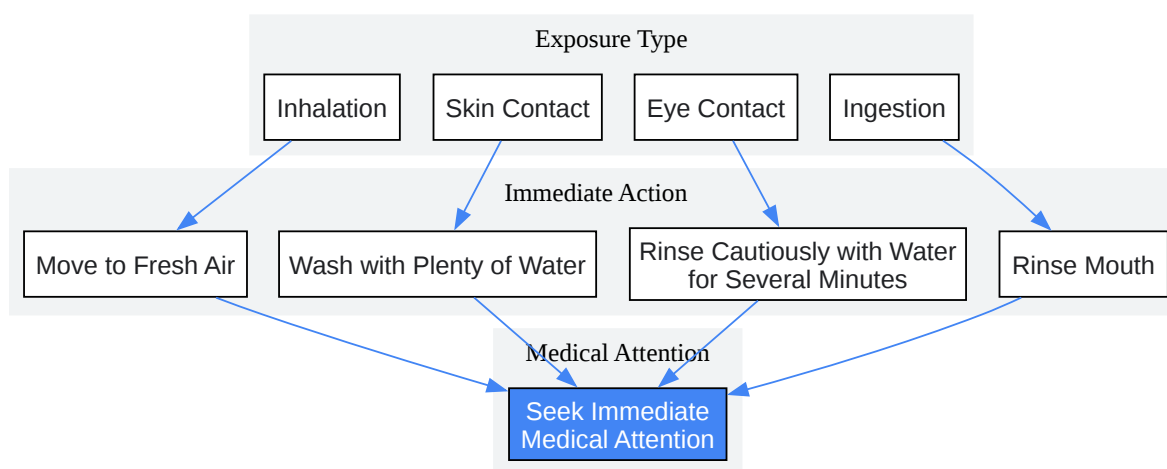 Exposure Type
Inhalation
Skin Contact
Eye Contact
Ingestion
Immediate Action
Move to Fresh Air
Wash with Plenty of Water
Rinse Cautiously with Water
for Several Minutes
Rinse Mouth
Medical Attention
Seek Immediate
Medical Attention